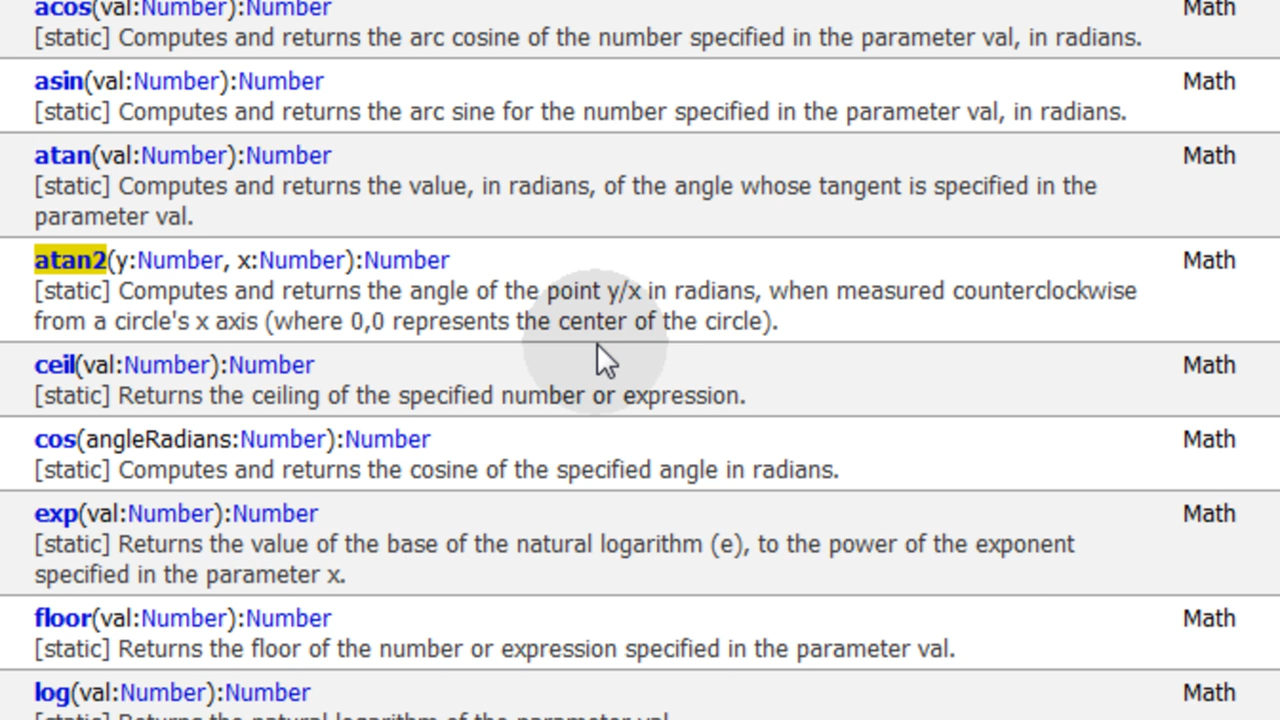 acos(val:Number):Number Math
[static] Computes and returns the arc cosine of the number specified in the parameter val, in radians.
asin(val:Number):Number Math
[static] Computes and returns the arc sine for the number specified in the parameter val, in radians.
atan(val:Number):Number Math
[static] Computes and returns the value, in radians, of the angle whose tangent is specified in the
parameter val.
atan2(y:Number, x:Number):Number Math
[static] Computes and returns the angle of the point y/x in radians, when measured counterclockwise
from a circle's x axis (where 0,0 represents the center of the circle).
ceil(val:Number):Number Math
[static] Returns the ceiling of the specified number or expression.
cos(angleRadians:Number):Number Math
[static] Computes and returns the cosine of the specified angle in radians.
exp(val:Number):Number Math
[static] Returns the value of the base of the natural logarithm (e), to the power of the exponent
specified in the parameter x.
floor(val:Number):Number Math
[static] Returns the floor of the number or expression specified in the parameter val.
log(val:Number):Number Math
[static] Returns the natural logarithm of the parameter val.